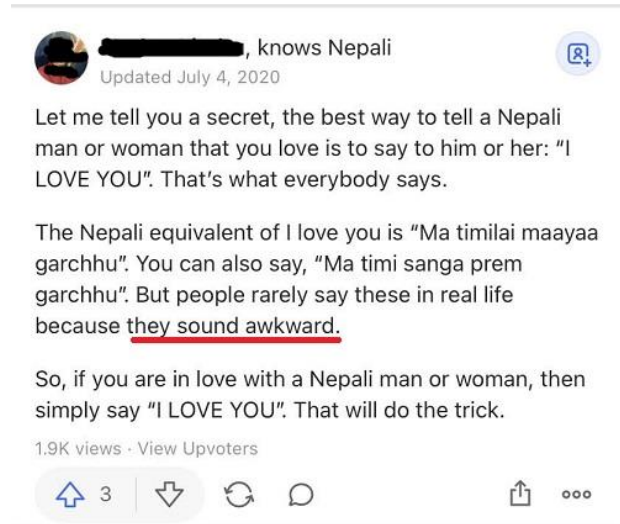 , knows Nepali
Updated July 4, 2020
Let me tell you a secret, the best way to tell a Nepali
man or woman that you love is to say to him or her: “I
LOVE YOU”. That’s what everybody says.
The Nepali equivalent of I love you is “Ma timilai maayaa
garchhu”. You can also say, “Ma timi sanga prem
garchhu”. But people rarely say these in real life
because they sound awkward.
So, if you are in love with a Nepali man or woman, then
simply say “I LOVE YOU”. That will do the trick.
1.9K views · View Upvoters
3